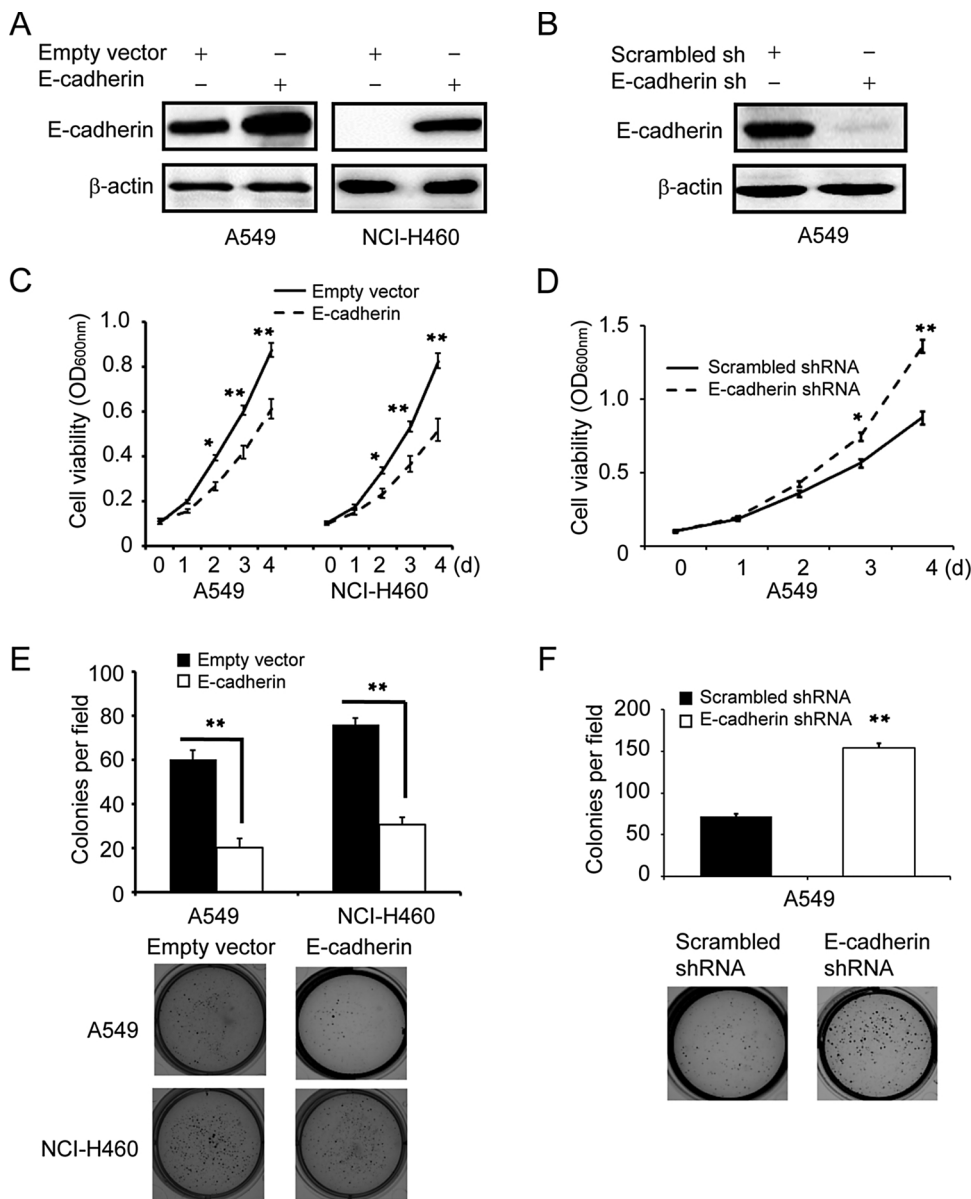 A
Empty vector + – + –
E-cadherin – + – +
E-cadherin
β-actin
A549 NCI-H460
B
Scrambled sh + –
E-cadherin sh – +
E-cadherin
β-actin
A549
C
Empty vector
E-cadherin
Cell viability (OD600nm)
1.0
0.8
0.6
0.4
0.2
0
* ** **
* ** **
0 1 2 3 4 0 1 2 3 4 (d)
A549 NCI-H460
D
Scrambled shRNA
E-cadherin shRNA
Cell viability (OD600nm)
1.5
1.0
0.5
0
* **
0 1 2 3 4 (d)
A549
E
Empty vector
E-cadherin
Colonies per field
100
80
60
40
20
0
** **
A549 NCI-H460
Empty vector E-cadherin
A549
NCI-H460
F
Scrambled shRNA
E-cadherin shRNA
Colonies per field
200
150
100
50
0
**
A549
Scrambled shRNA
E-cadherin shRNA